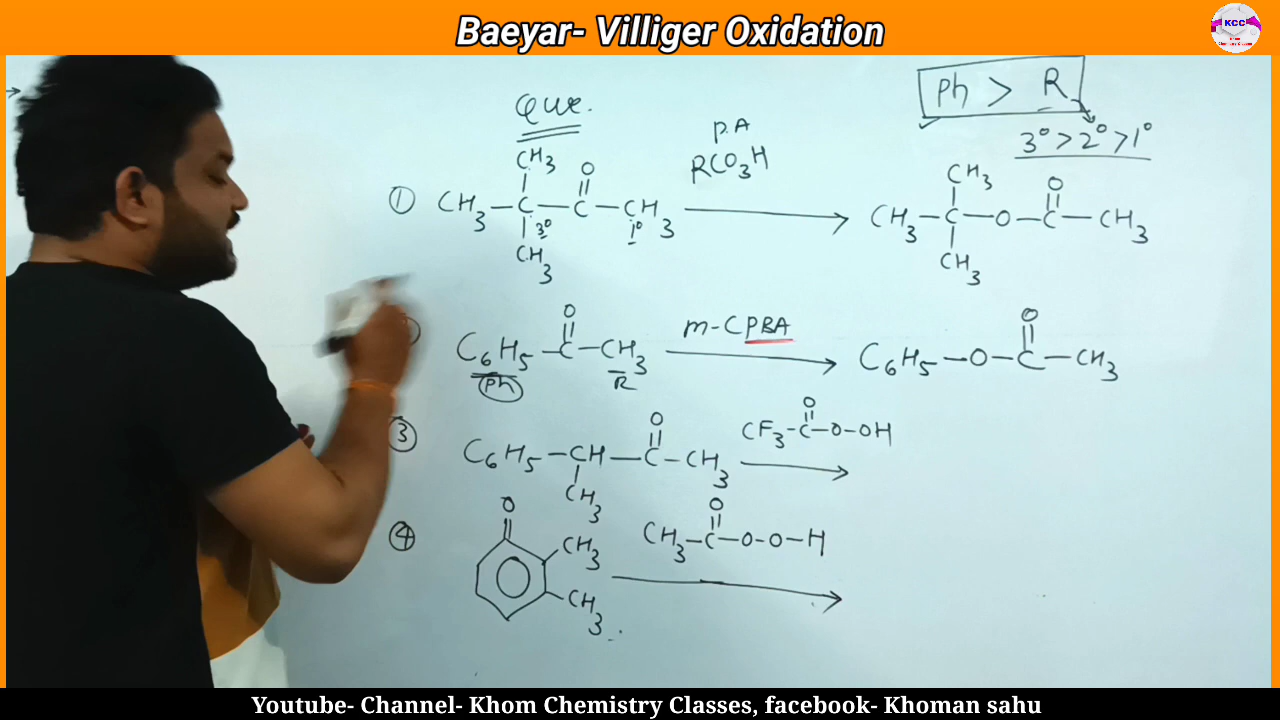 Baeyar- Villiger Oxidation
KCC
Que.
Ph > R
3° > 2° > 1°
P.A
RCO3H
① CH3 – C – C – CH3
CH3
O
3°
1°
CH3
CH3 – C – O – C – CH3
CH3
O
CH3
C6H5 – C – CH3
O
Ph
R
m-CPBA
C6H5 – O – C – CH3
O
③ C6H5 – CH – C – CH3
O
CH3
CF3 – C – O – OH
O
④
O
CH3
CH3
CH3 – C – O – O – H
O
Youtube- Channel- Khom Chemistry Classes, facebook- Khoman sahu